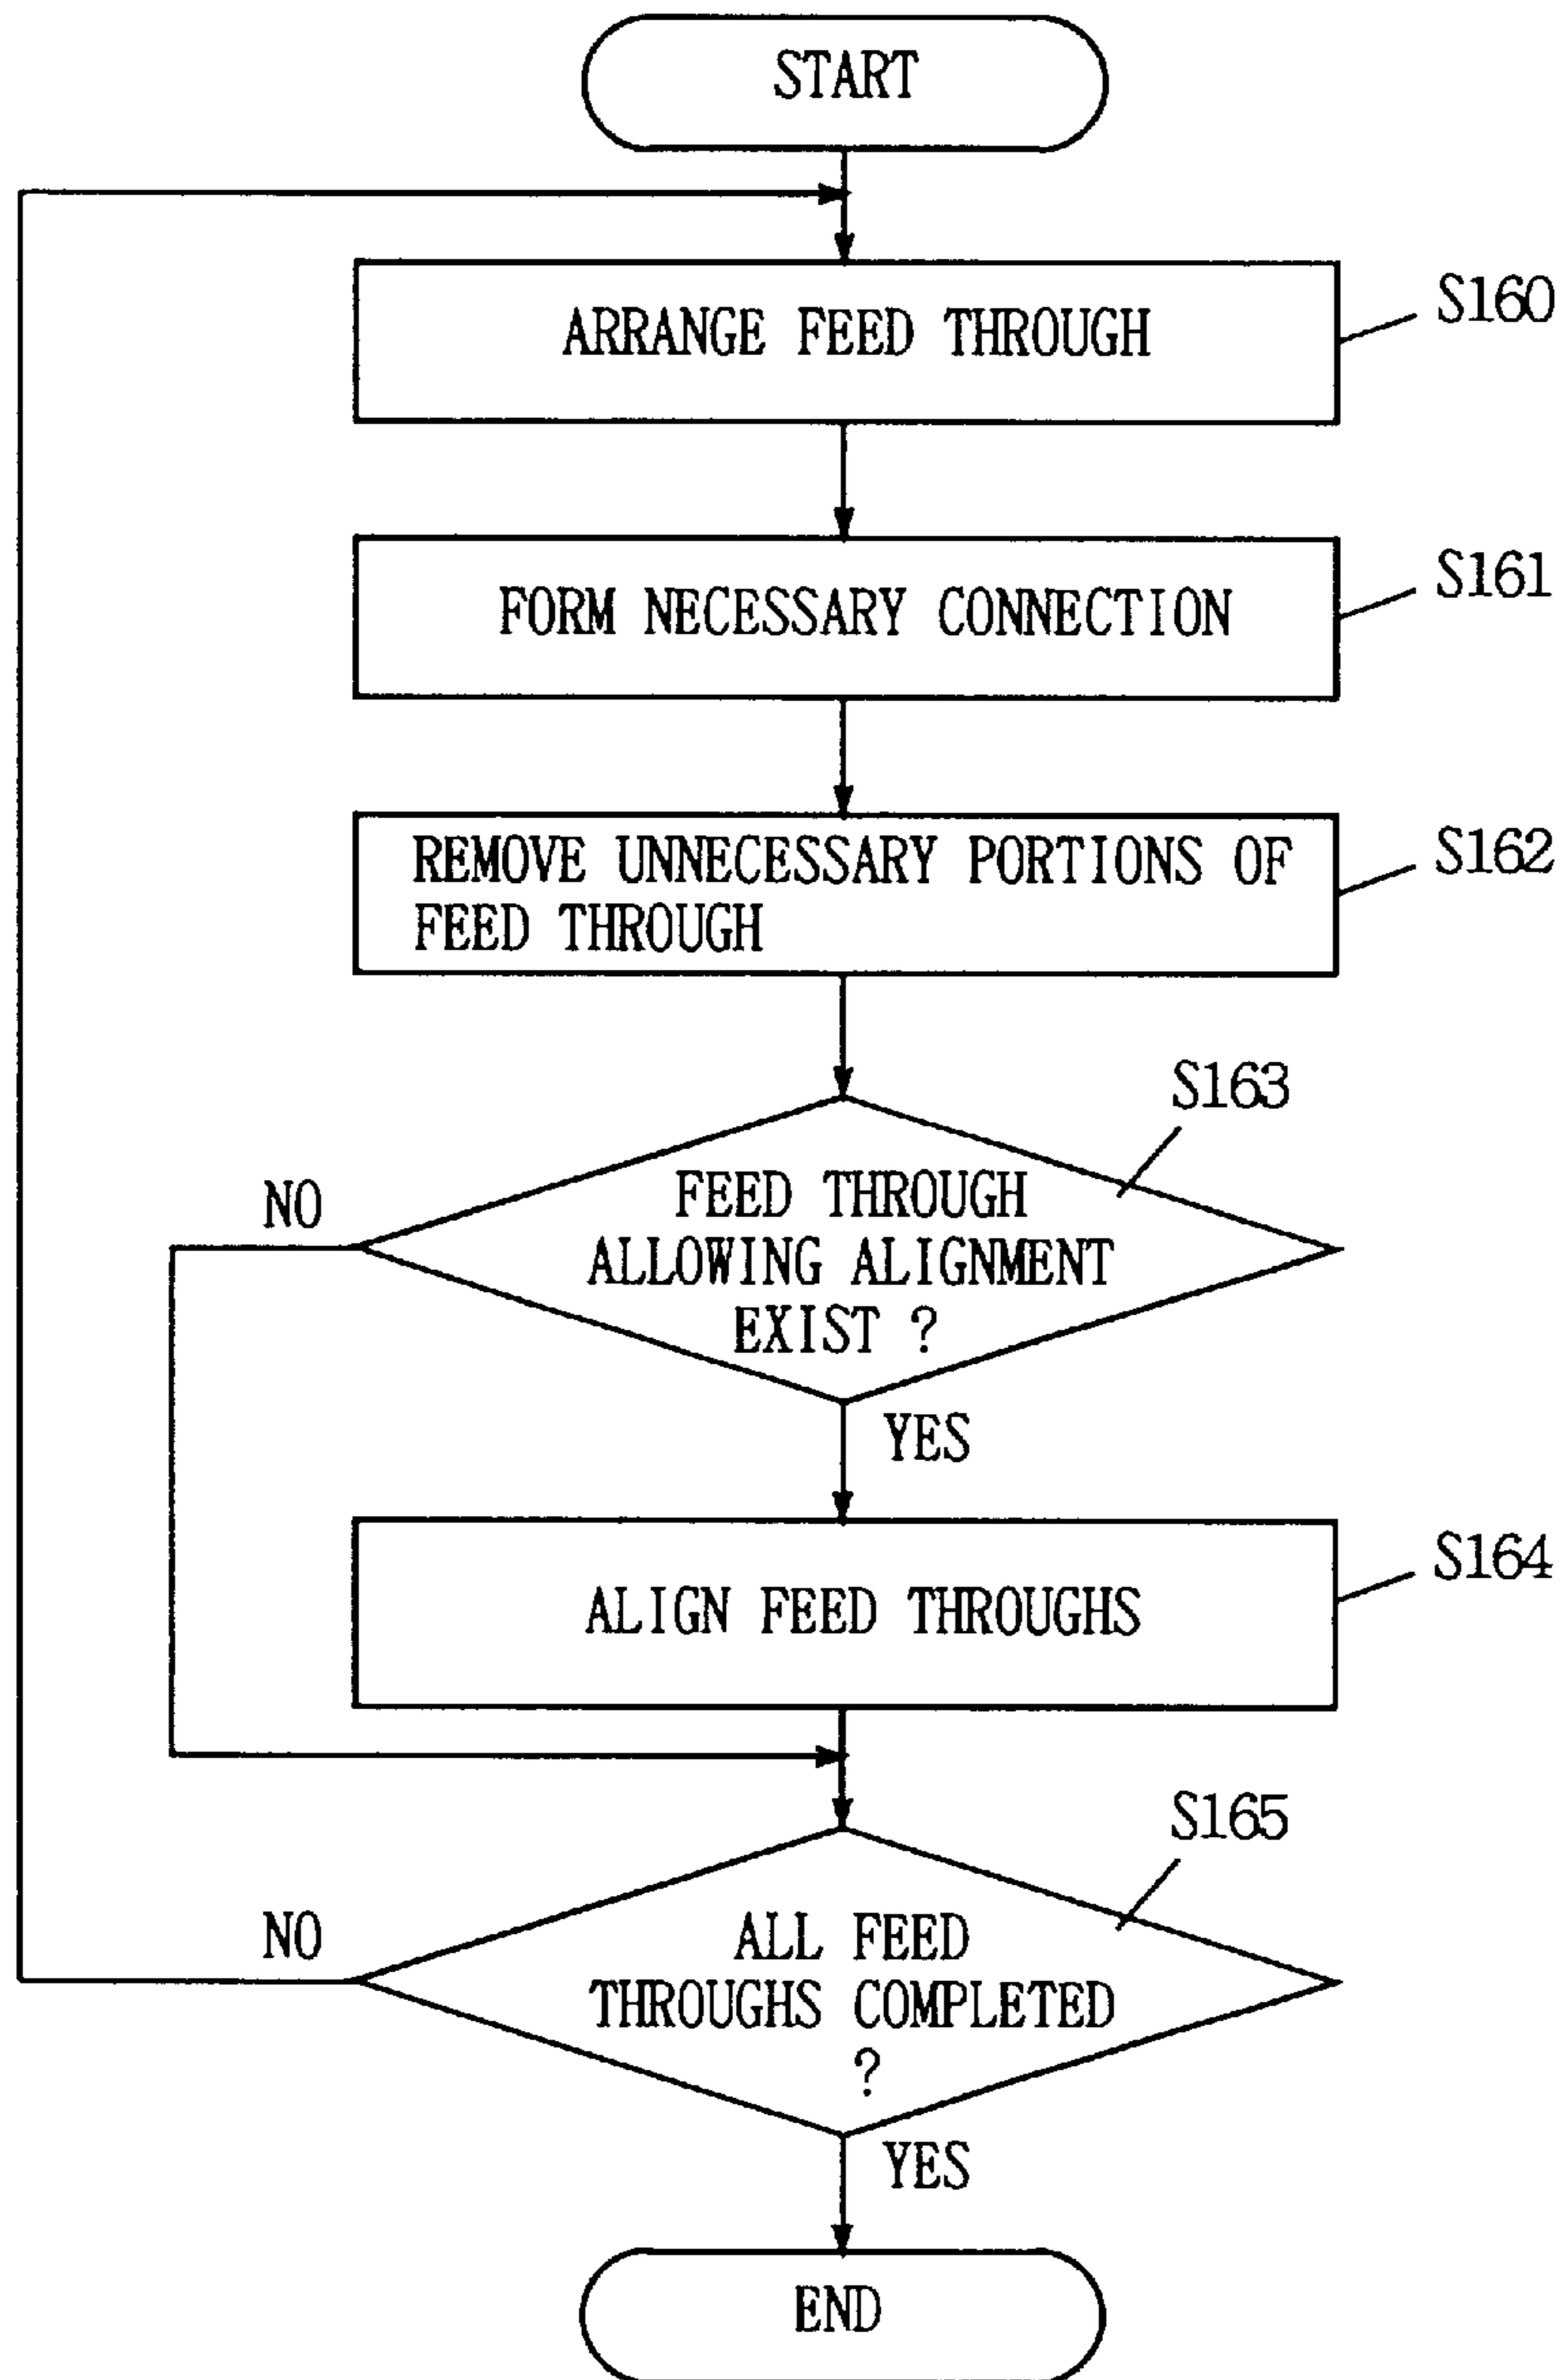 START
ARRANGE FEED THROUGH
S160
FORM NECESSARY CONNECTION
S161
REMOVE UNNECESSARY PORTIONS OF
FEED THROUGH
S162
S163
NO
FEED THROUGH
ALLOWING ALIGNMENT
EXIST ?
YES
ALIGN FEED THROUGHS
S164
S165
NO
ALL FEED
THROUGHS COMPLETED
?
YES
END